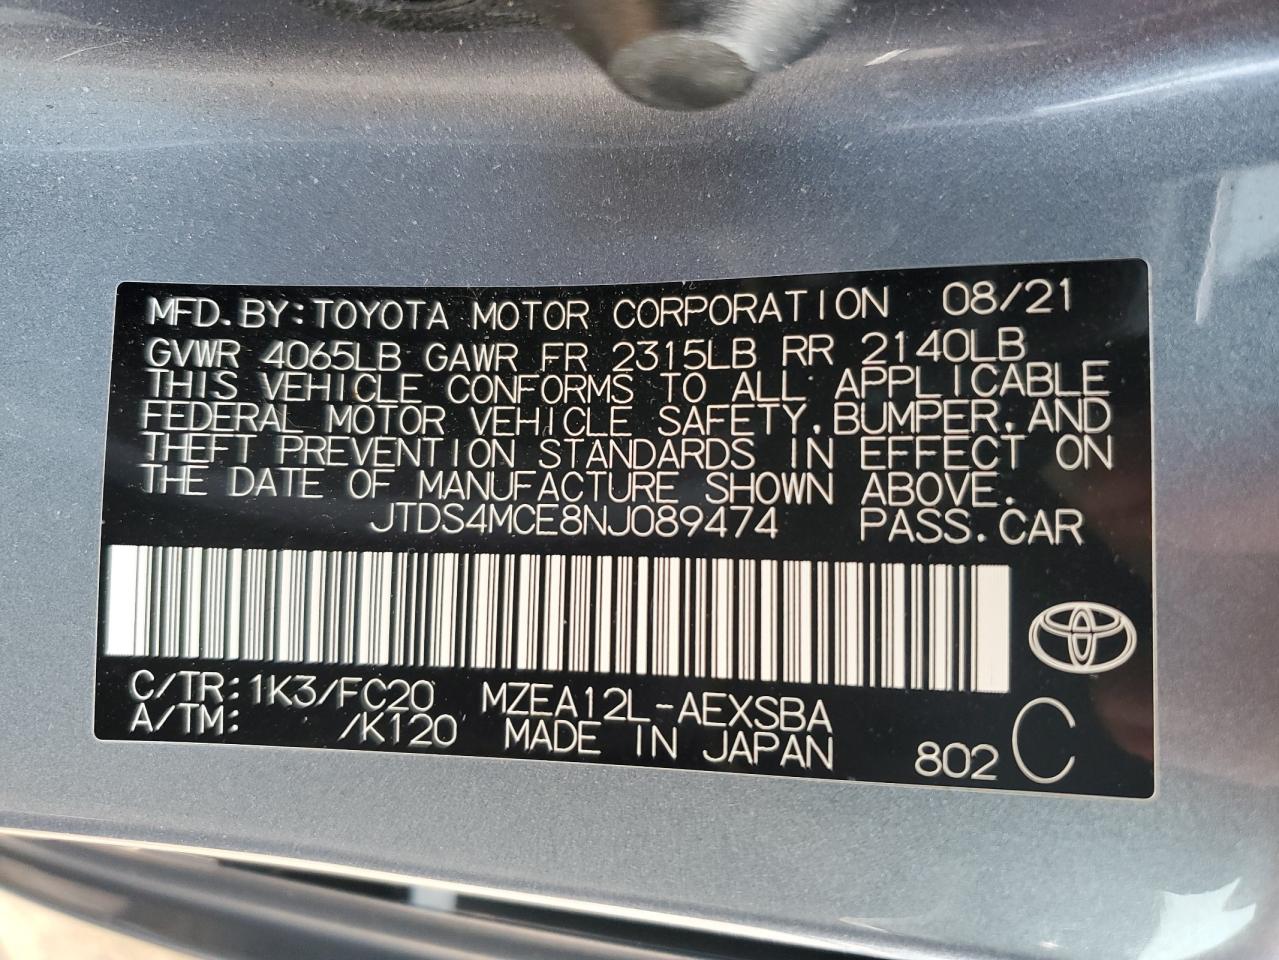 MFD.BY:TOYOTA MOTOR CORPORATION 08/21
GVWR 4065LB GAWR FR 2315LB RR 2140LB
THIS VEHICLE CONFORMS TO ALL APPLICABLE
FEDERAL MOTOR VEHICLE SAFETY,BUMPER,AND
THEFT PREVENTION STANDARDS IN EFFECT ON
THE DATE OF MANUFACTURE SHOWN ABOVE.
JTDS4MCE8NJ089474 PASS.CAR
C/TR:1K3/FC20 MZEA12L-AEXSBA
A/TM: /K120 MADE IN JAPAN 802 C